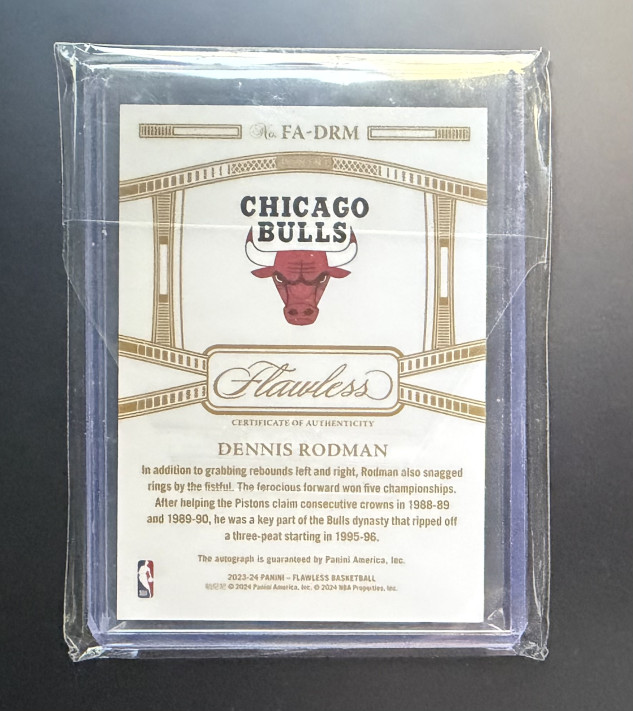 No. FA-DRM
CHICAGO
BULLS
Flawless
CERTIFICATE OF AUTHENTICITY
DENNIS RODMAN
In addition to grabbing rebounds left and right, Rodman also snagged
rings by the fistful. The ferocious forward won five championships.
After helping the Pistons claim consecutive crowns in 1988-89
and 1989-90, he was a key part of the Bulls dynasty that ripped off
a three-peat starting in 1995-96.
The autograph is guaranteed by Panini America, Inc.
2023-24 PANINI – FLAWLESS BASKETBALL
© 2024 Panini America, Inc. © 2024 NBA Properties, Inc.